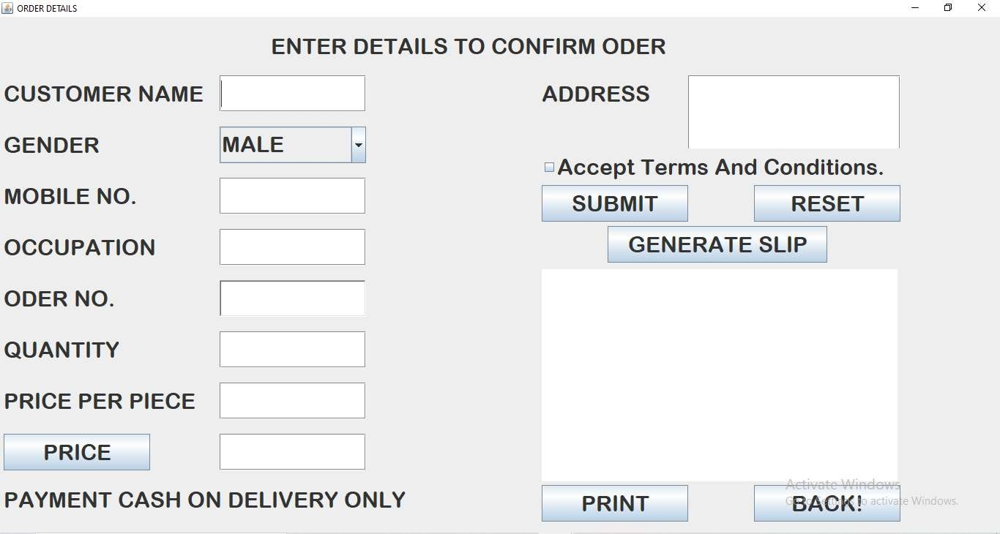 ORDER DETAILS
ENTER DETAILS TO CONFIRM ODER
CUSTOMER NAME
GENDER
MALE
MOBILE NO.
OCCUPATION
ODER NO.
QUANTITY
PRICE PER PIECE
PRICE
PAYMENT CASH ON DELIVERY ONLY
ADDRESS
Accept Terms And Conditions.
SUBMIT
RESET
GENERATE SLIP
PRINT
BACK!
Activate Windows
Go to Settings to activate Windows.